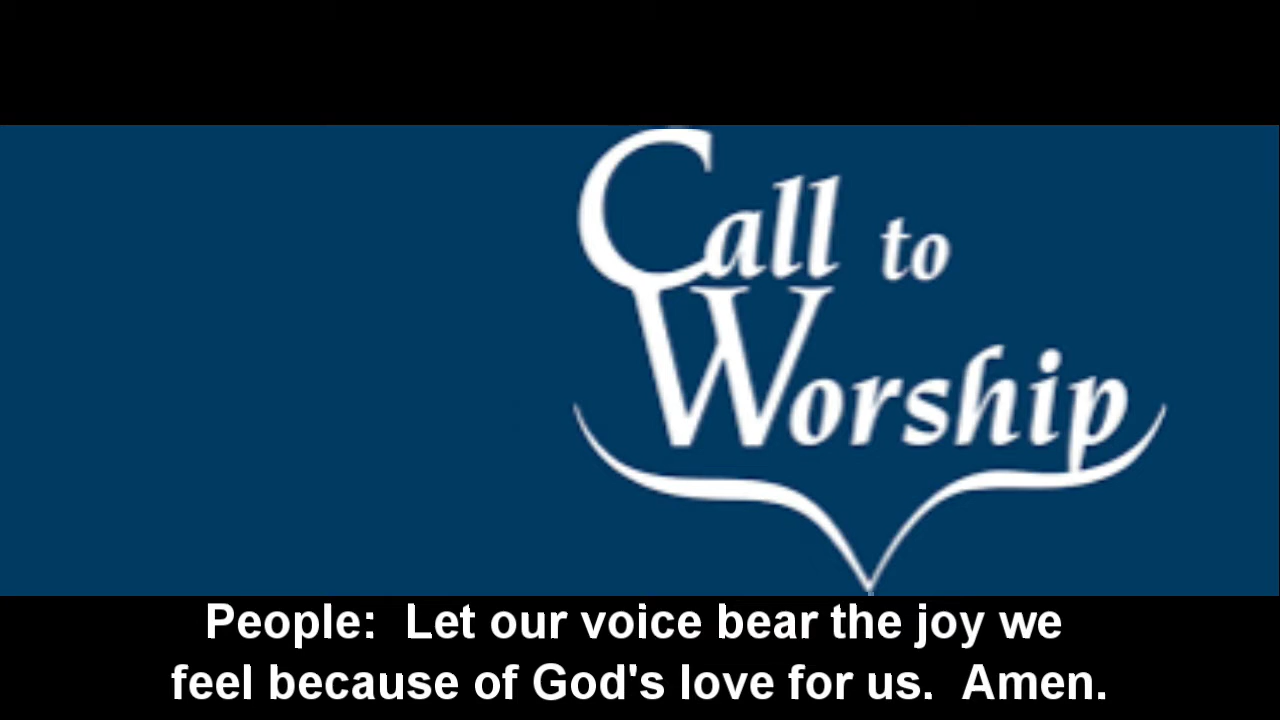 Call to
Worship
People:  Let our voice bear the joy we
feel because of God's love for us.  Amen.